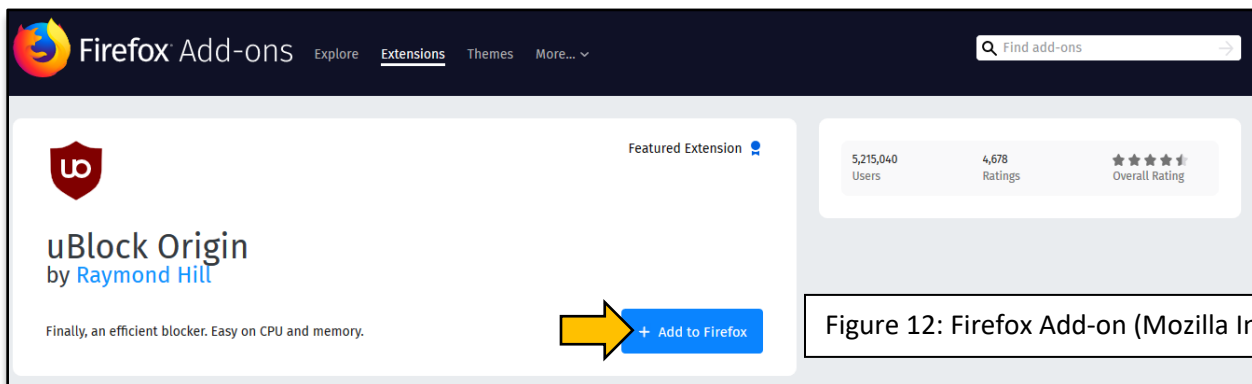 Firefox Add-ons Explore Extensions Themes More... Find add-ons
Featured Extension
5,215,040 4,678
Users Ratings Overall Rating
uBlock Origin
by Raymond Hill
Finally, an efficient blocker. Easy on CPU and memory.
+ Add to Firefox
Figure 12: Firefox Add-on (Mozilla